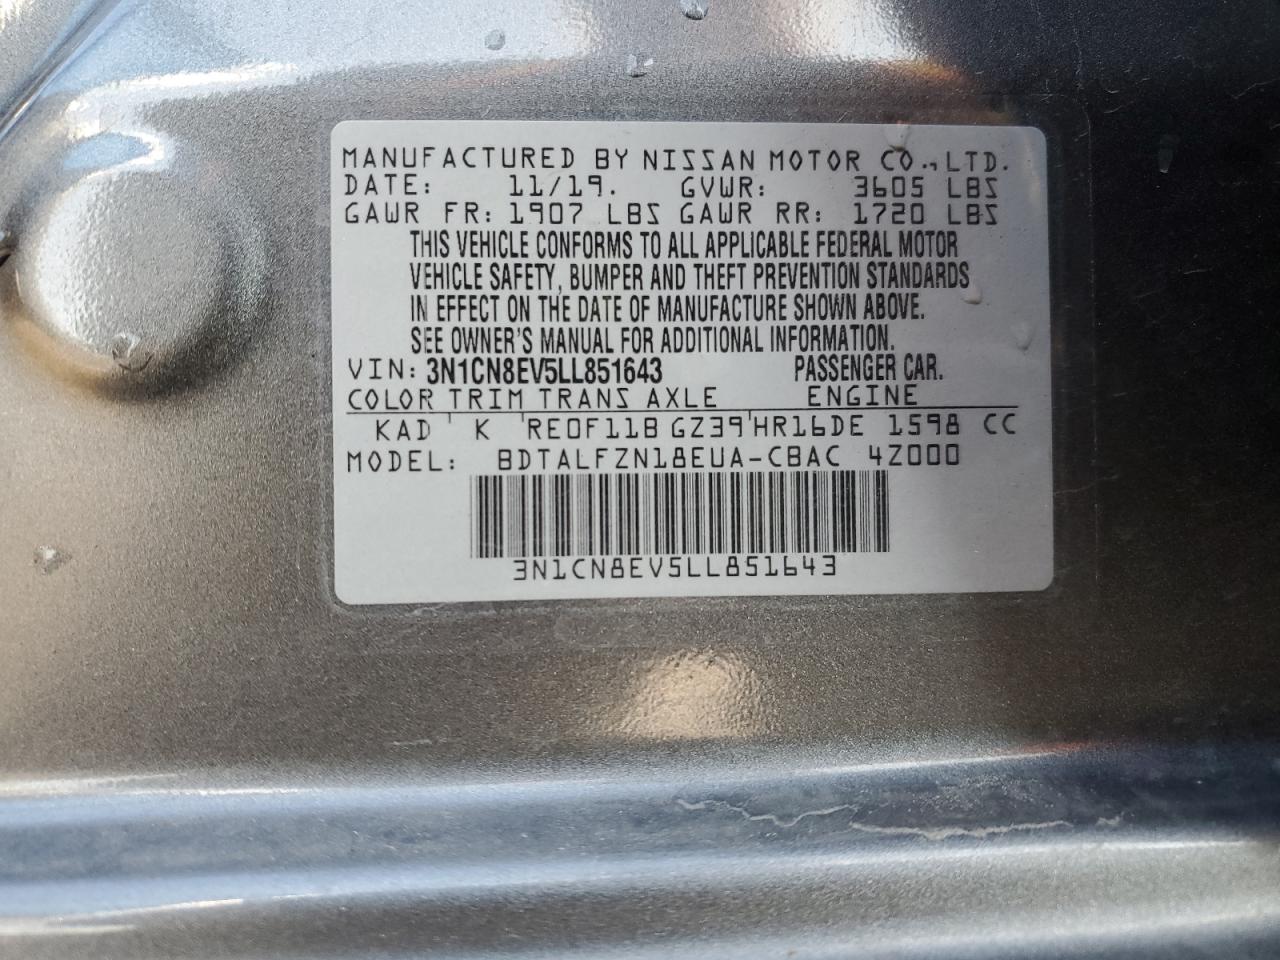 MANUFACTURED BY NISSAN MOTOR CO., LTD.
DATE: 11/19. GVWR: 3605 LBS
GAWR FR: 1907 LBS GAWR RR: 1720 LBS
THIS VEHICLE CONFORMS TO ALL APPLICABLE FEDERAL MOTOR
VEHICLE SAFETY, BUMPER AND THEFT PREVENTION STANDARDS
IN EFFECT ON THE DATE OF MANUFACTURE SHOWN ABOVE.
SEE OWNER'S MANUAL FOR ADDITIONAL INFORMATION.
VIN: 3N1CN8EV5LL851643 PASSENGER CAR.
COLOR TRIM TRANS AXLE ENGINE
KAD K RE0F11B GZ39 HR16DE 1598 CC
MODEL: BDTALFZN18EUA-CBAC 4Z000
3N1CN8EV5LL851643